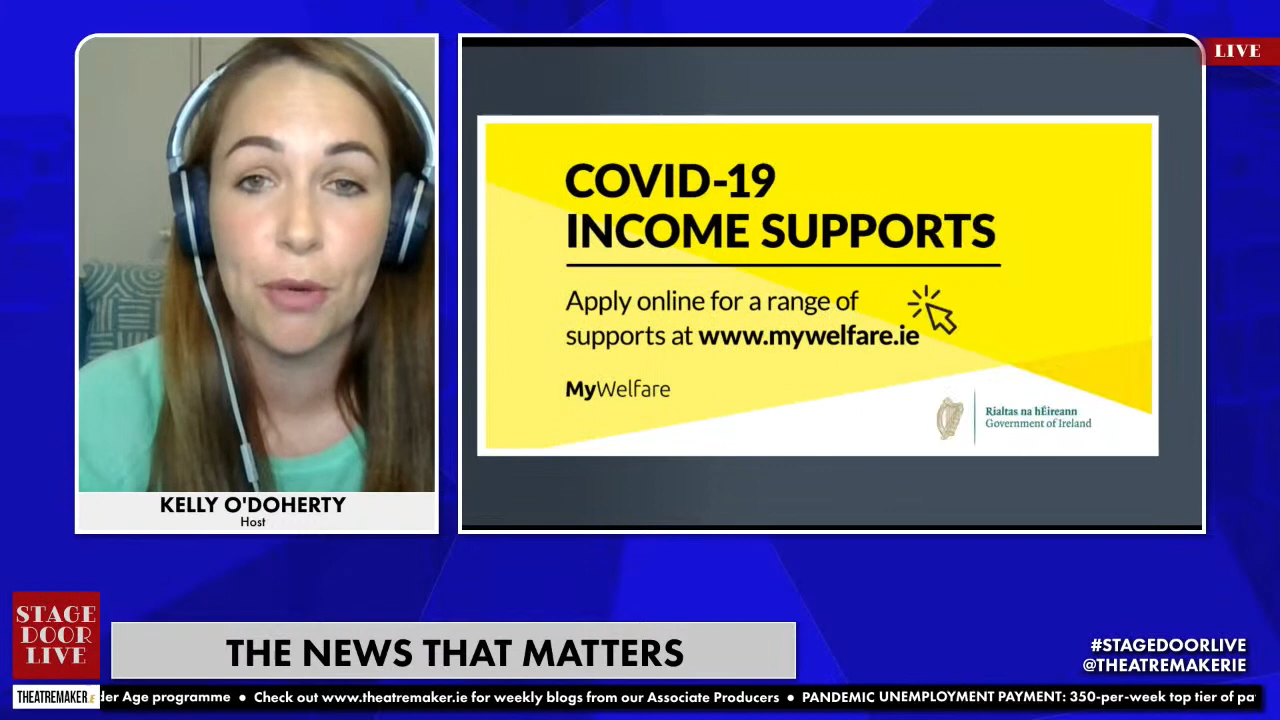 LIVE
COVID-19
INCOME SUPPORTS
Apply online for a range of
supports at www.mywelfare.ie
MyWelfare
Rialtas na hÉireann
Government of Ireland
KELLY O'DOHERTY
Host
STAGE
DOOR
LIVE
THE NEWS THAT MATTERS
#STAGEDOORLIVE
@THEATREMAKERIE
THEATREMAKER.IE
Age programme ● Check out www.theatremaker.ie for weekly blogs from our Associate Producers ● PANDEMIC UNEMPLOYMENT PAYMENT: 350-per-week top tier of